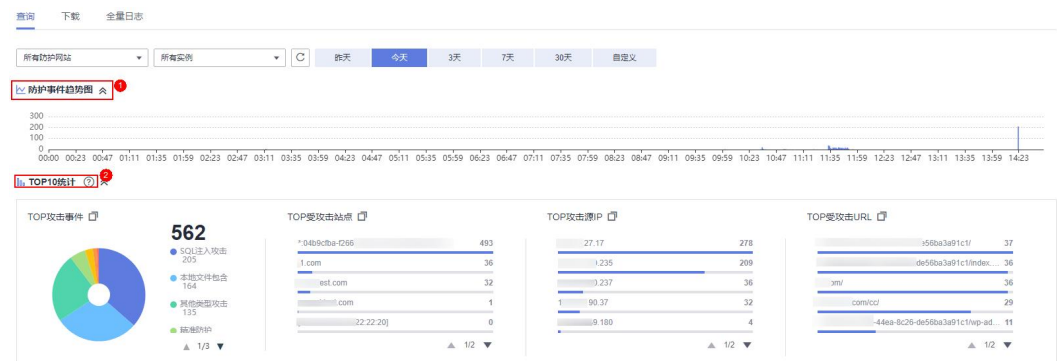 查询 下载 全量日志
所有防护网站 所有实例 昨天 今天 3天 7天 30天 自定义
防护事件趋势图 1
300
200
100
0
00:00 00:23 00:47 01:11 01:35 01:59 02:23 02:47 03:11 03:35 03:59 04:23 04:47 05:11 05:35 05:59 06:23 06:47 07:11 07:35 07:59 08:23 08:47 09:11 09:35 09:59 10:23 10:47 11:11 11:35 11:59 12:23 12:47 13:11 13:35 13:59 14:23
TOP10统计 ? 2
TOP攻击事件
562
SQL注入攻击
205
本地文件包含
164
其他类型攻击
135
精准防护
1/3
TOP受攻击站点
*.04b9cfba-f266 493
.1.com 36
est.com 32
.com 1
22:22:20] 0
1/2
TOP攻击源IP
27.17 278
.235 209
.237 36
1 90.37 32
9.180 4
1/2
TOP受攻击URL
e56ba3a91c1/ 37
de56ba3a91c1/index.... 36
om/ 36
com/cc/ 29
-44ea-8c26-de56ba3a91c1/wp-ad... 11
1/2